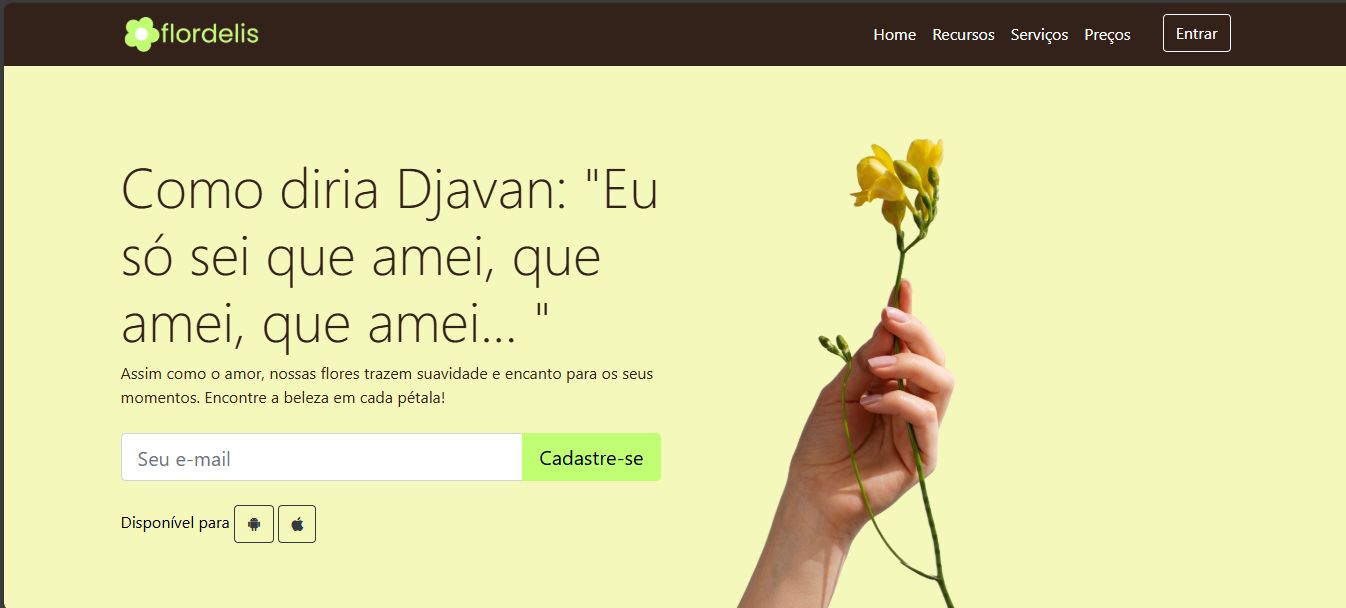 flordelis
Home Recursos Serviços Preços Entrar
Como diria Djavan: "Eu
só sei que amei, que
amei, que amei... "
Assim como o amor, nossas flores trazem suavidade e encanto para os seus
momentos. Encontre a beleza em cada pétala!
Seu e-mail Cadastre-se
Disponível para